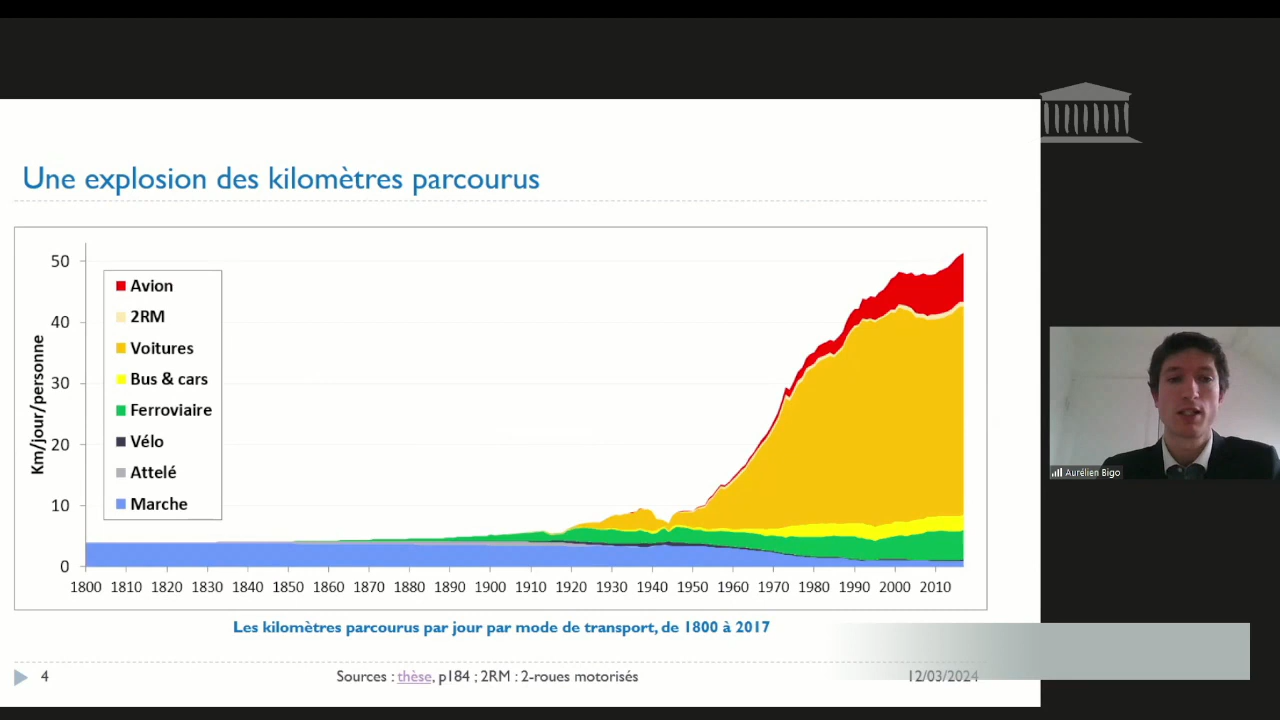 Une explosion des kilomètres parcourus
Km/jour/personne
50
40
30
20
10
0
Avion
2RM
Voitures
Bus & cars
Ferroviaire
Vélo
Attelé
Marche
1800 1810 1820 1830 1840 1850 1860 1870 1880 1890 1900 1910 1920 1930 1940 1950 1960 1970 1980 1990 2000 2010
Les kilomètres parcourus par jour par mode de transport, de 1800 à 2017
4
Sources : thèse, p184 ; 2RM : 2-roues motorisés
12/03/2024
Aurélien Bigo